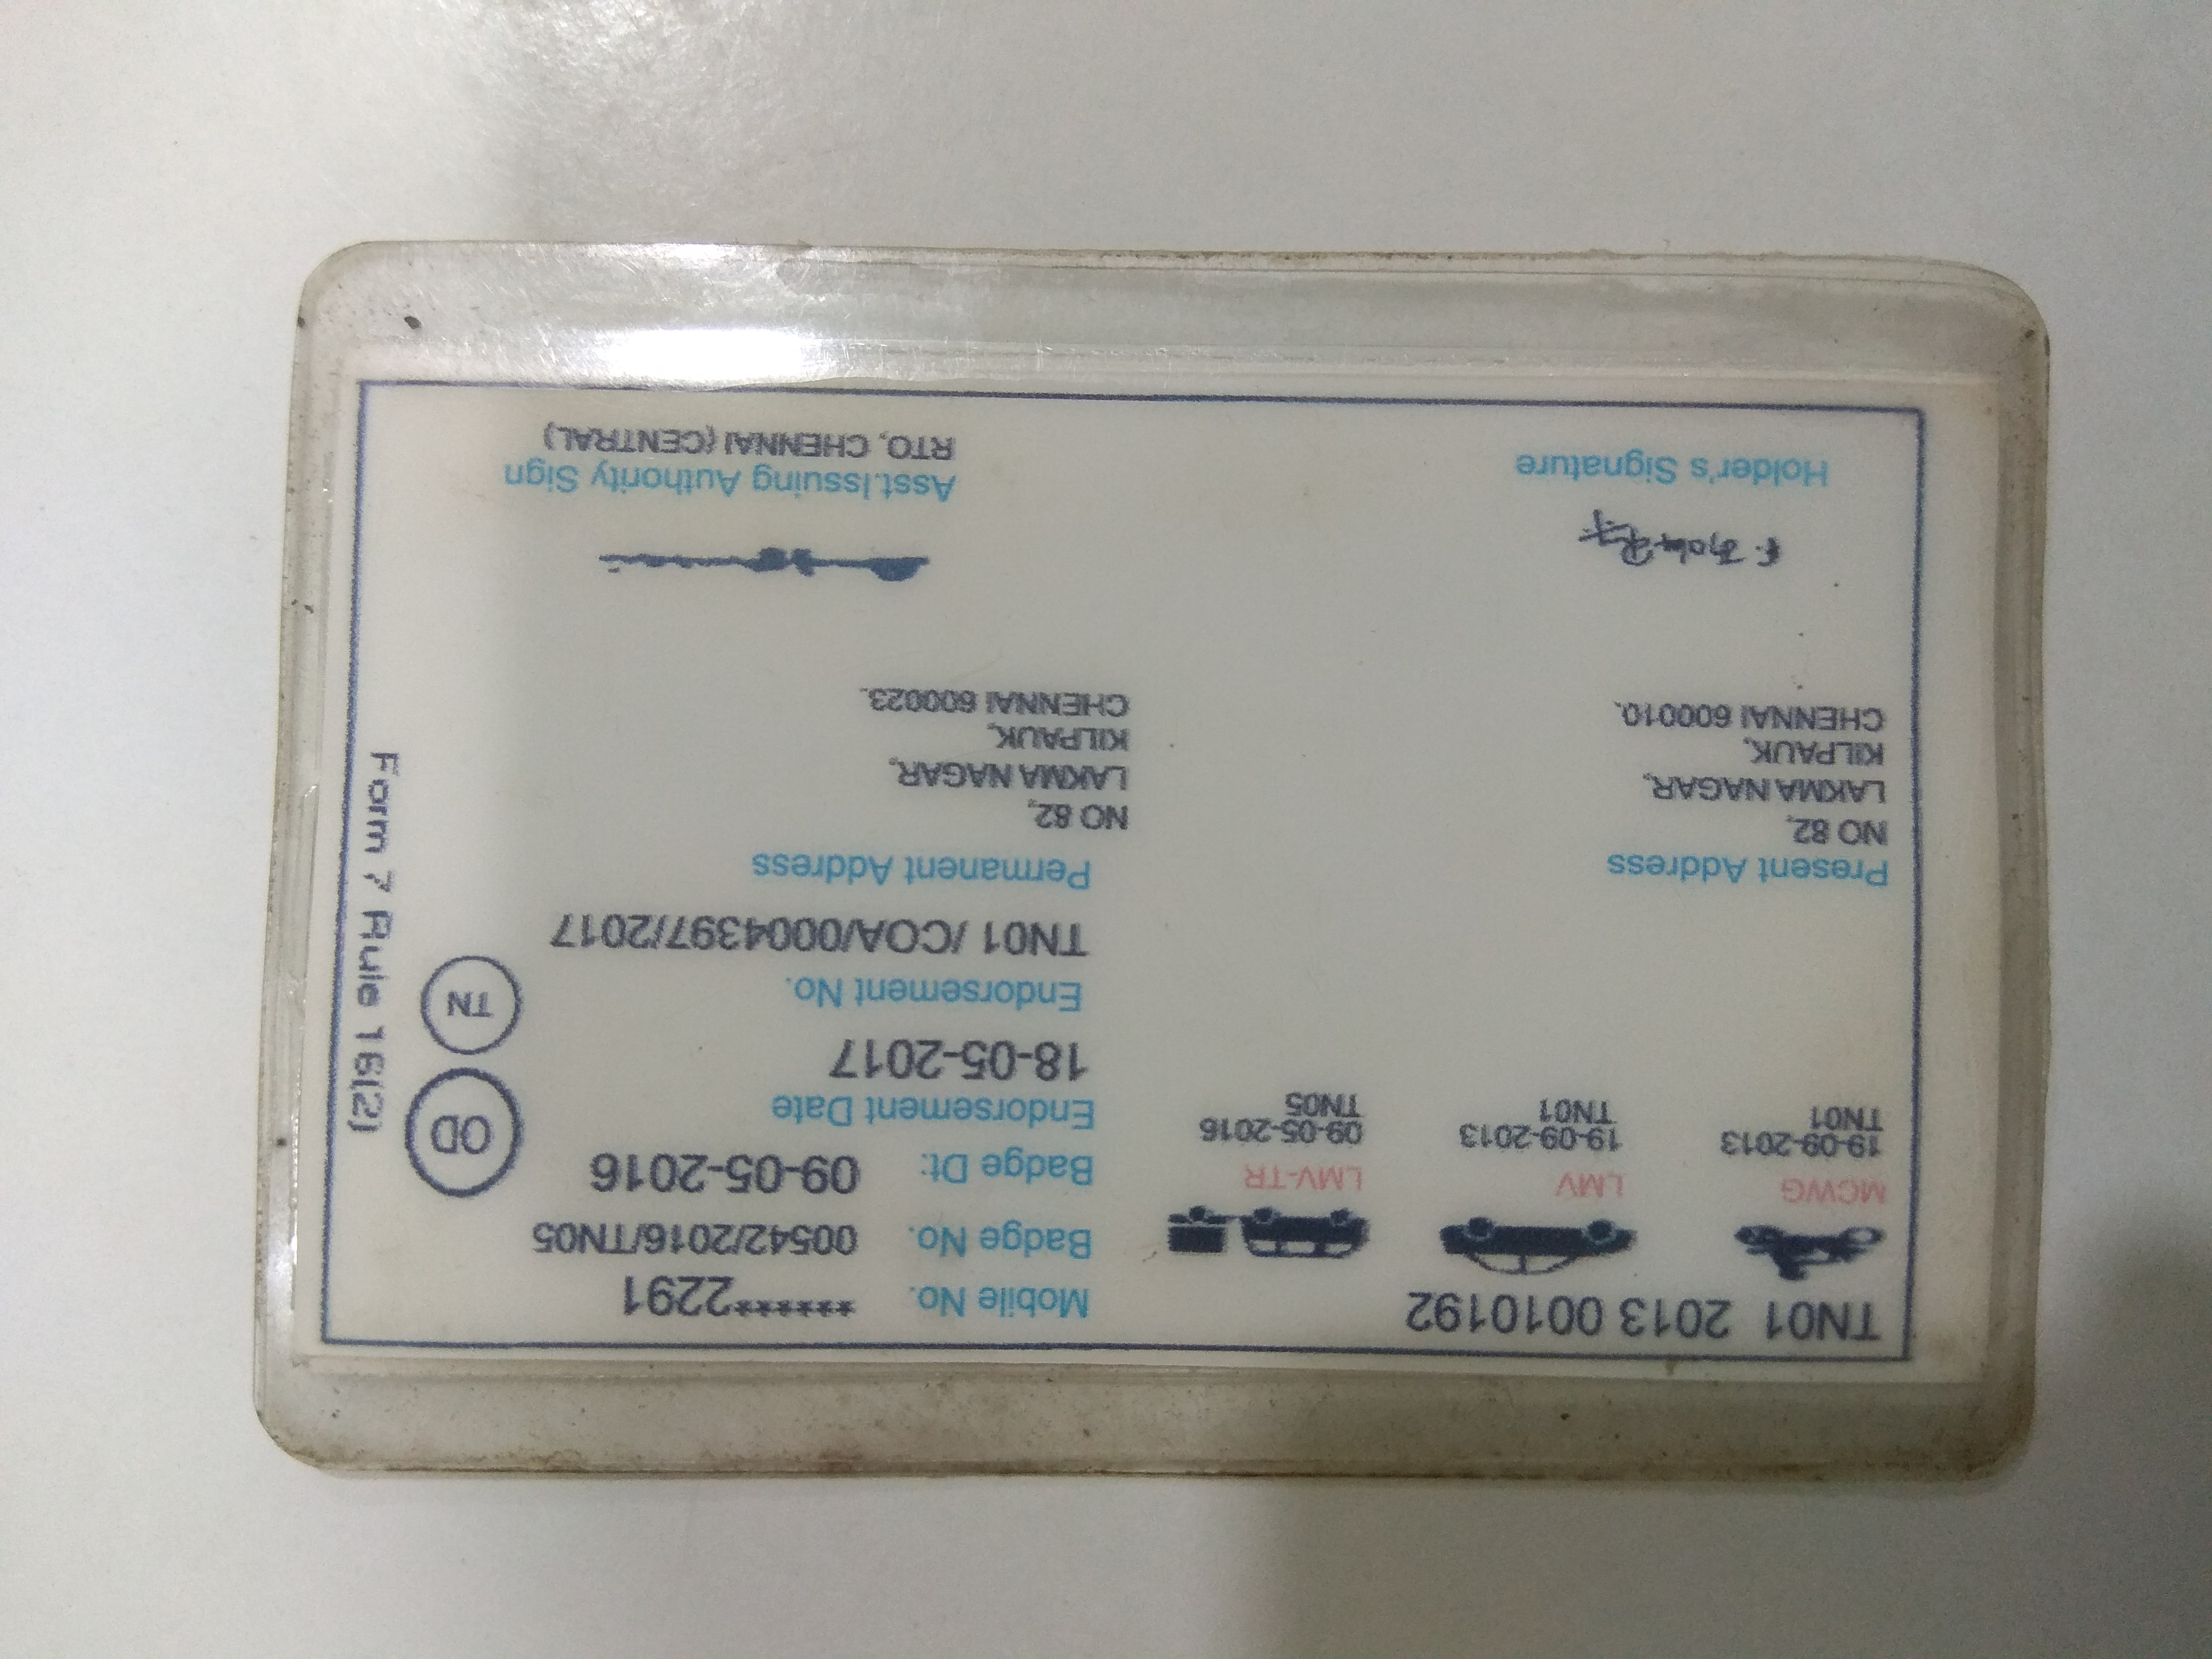 TN01 2013 0010192
MCWG
19-09-2013
TN01
LMV
19-09-2013
TN01
LMV-TR
09-05-2016
TN05
Mobile No. ******2291
Badge No. 00542/2016/TN05
Badge Dt: 09-05-2016
Endorsement Date
18-05-2017
Endorsement No.
TN01 /COA/0004397/2017
OD
TN
Form 7 Rule 16(2)
Present Address
NO 82,
LAKMA NAGAR,
KILPAUK,
CHENNAI 600010.
Permanent Address
NO 82,
LAKMA NAGAR,
KILPAUK,
CHENNAI 600023.
Holder's Signature
Asst.Issuing Authority Sign
RTO, CHENNAI (CENTRAL)